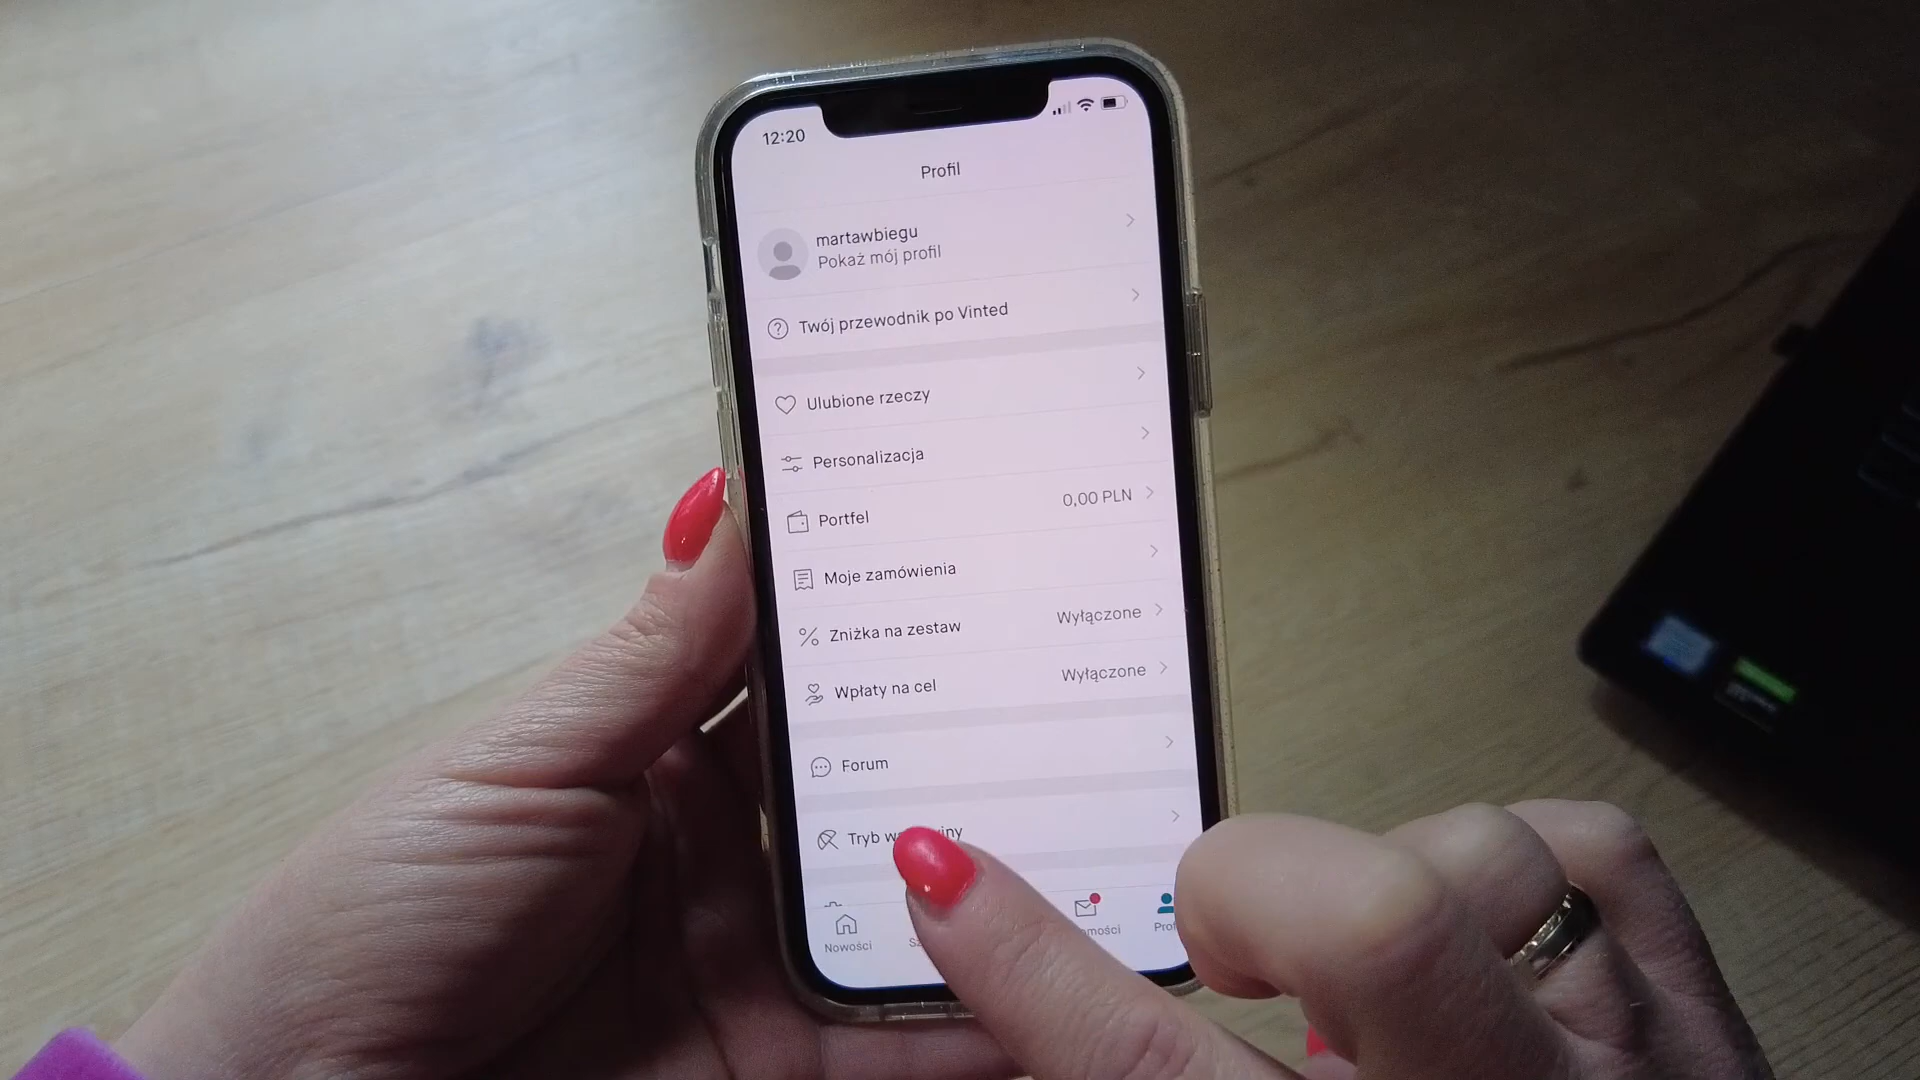 12:20
Profil
martawbiegu
Pokaż mój profil
Twój przewodnik po Vinted
Ulubione rzeczy
Personalizacja
Portfel 0,00 PLN
Moje zamówienia
Zniżka na zestaw Wyłączone
Wpłaty na cel Wyłączone
Forum
Tryb
Nowości